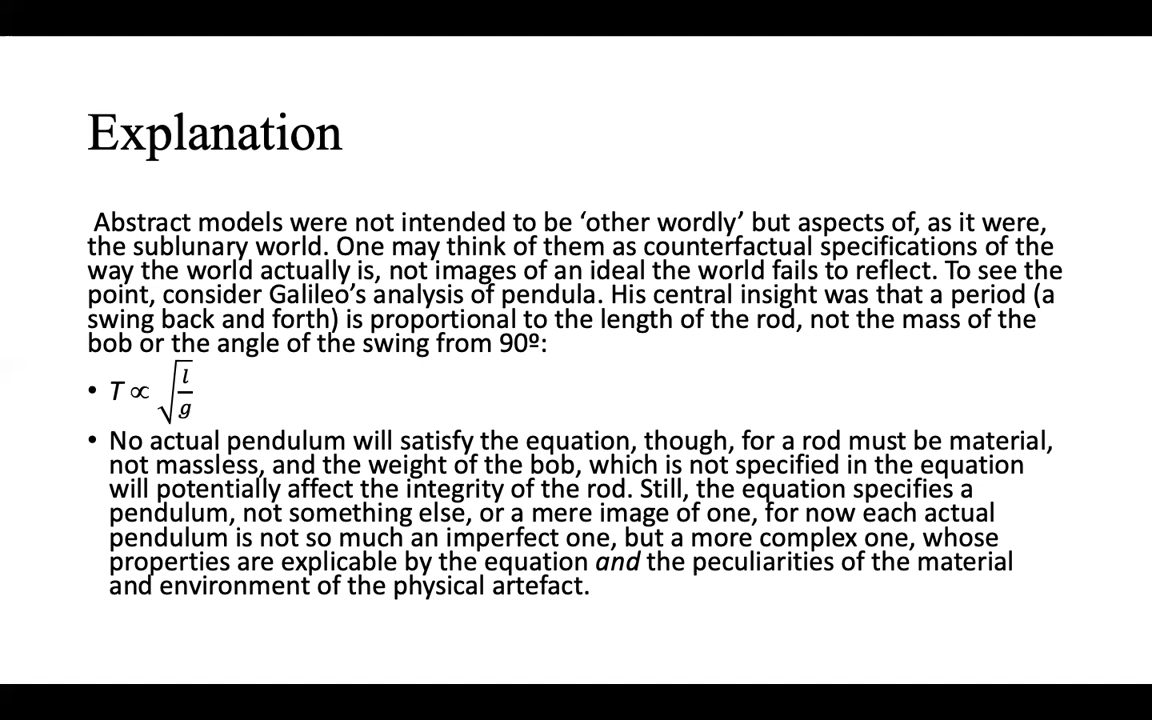 Explanation
Abstract models were not intended to be ‘other wordly’ but aspects of, as it were,
the sublunary world. One may think of them as counterfactual specifications of the
way the world actually is, not images of an ideal the world fails to reflect. To see the
point, consider Galileo’s analysis of pendula. His central insight was that a period (a
swing back and forth) is proportional to the length of the rod, not the mass of the
bob or the angle of the swing from 90º:
• T ∝ √(l/g)
• No actual pendulum will satisfy the equation, though, for a rod must be material,
not massless, and the weight of the bob, which is not specified in the equation
will potentially affect the integrity of the rod. Still, the equation specifies a
pendulum, not something else, or a mere image of one, for now each actual
pendulum is not so much an imperfect one, but a more complex one, whose
properties are explicable by the equation and the peculiarities of the material
and environment of the physical artefact.